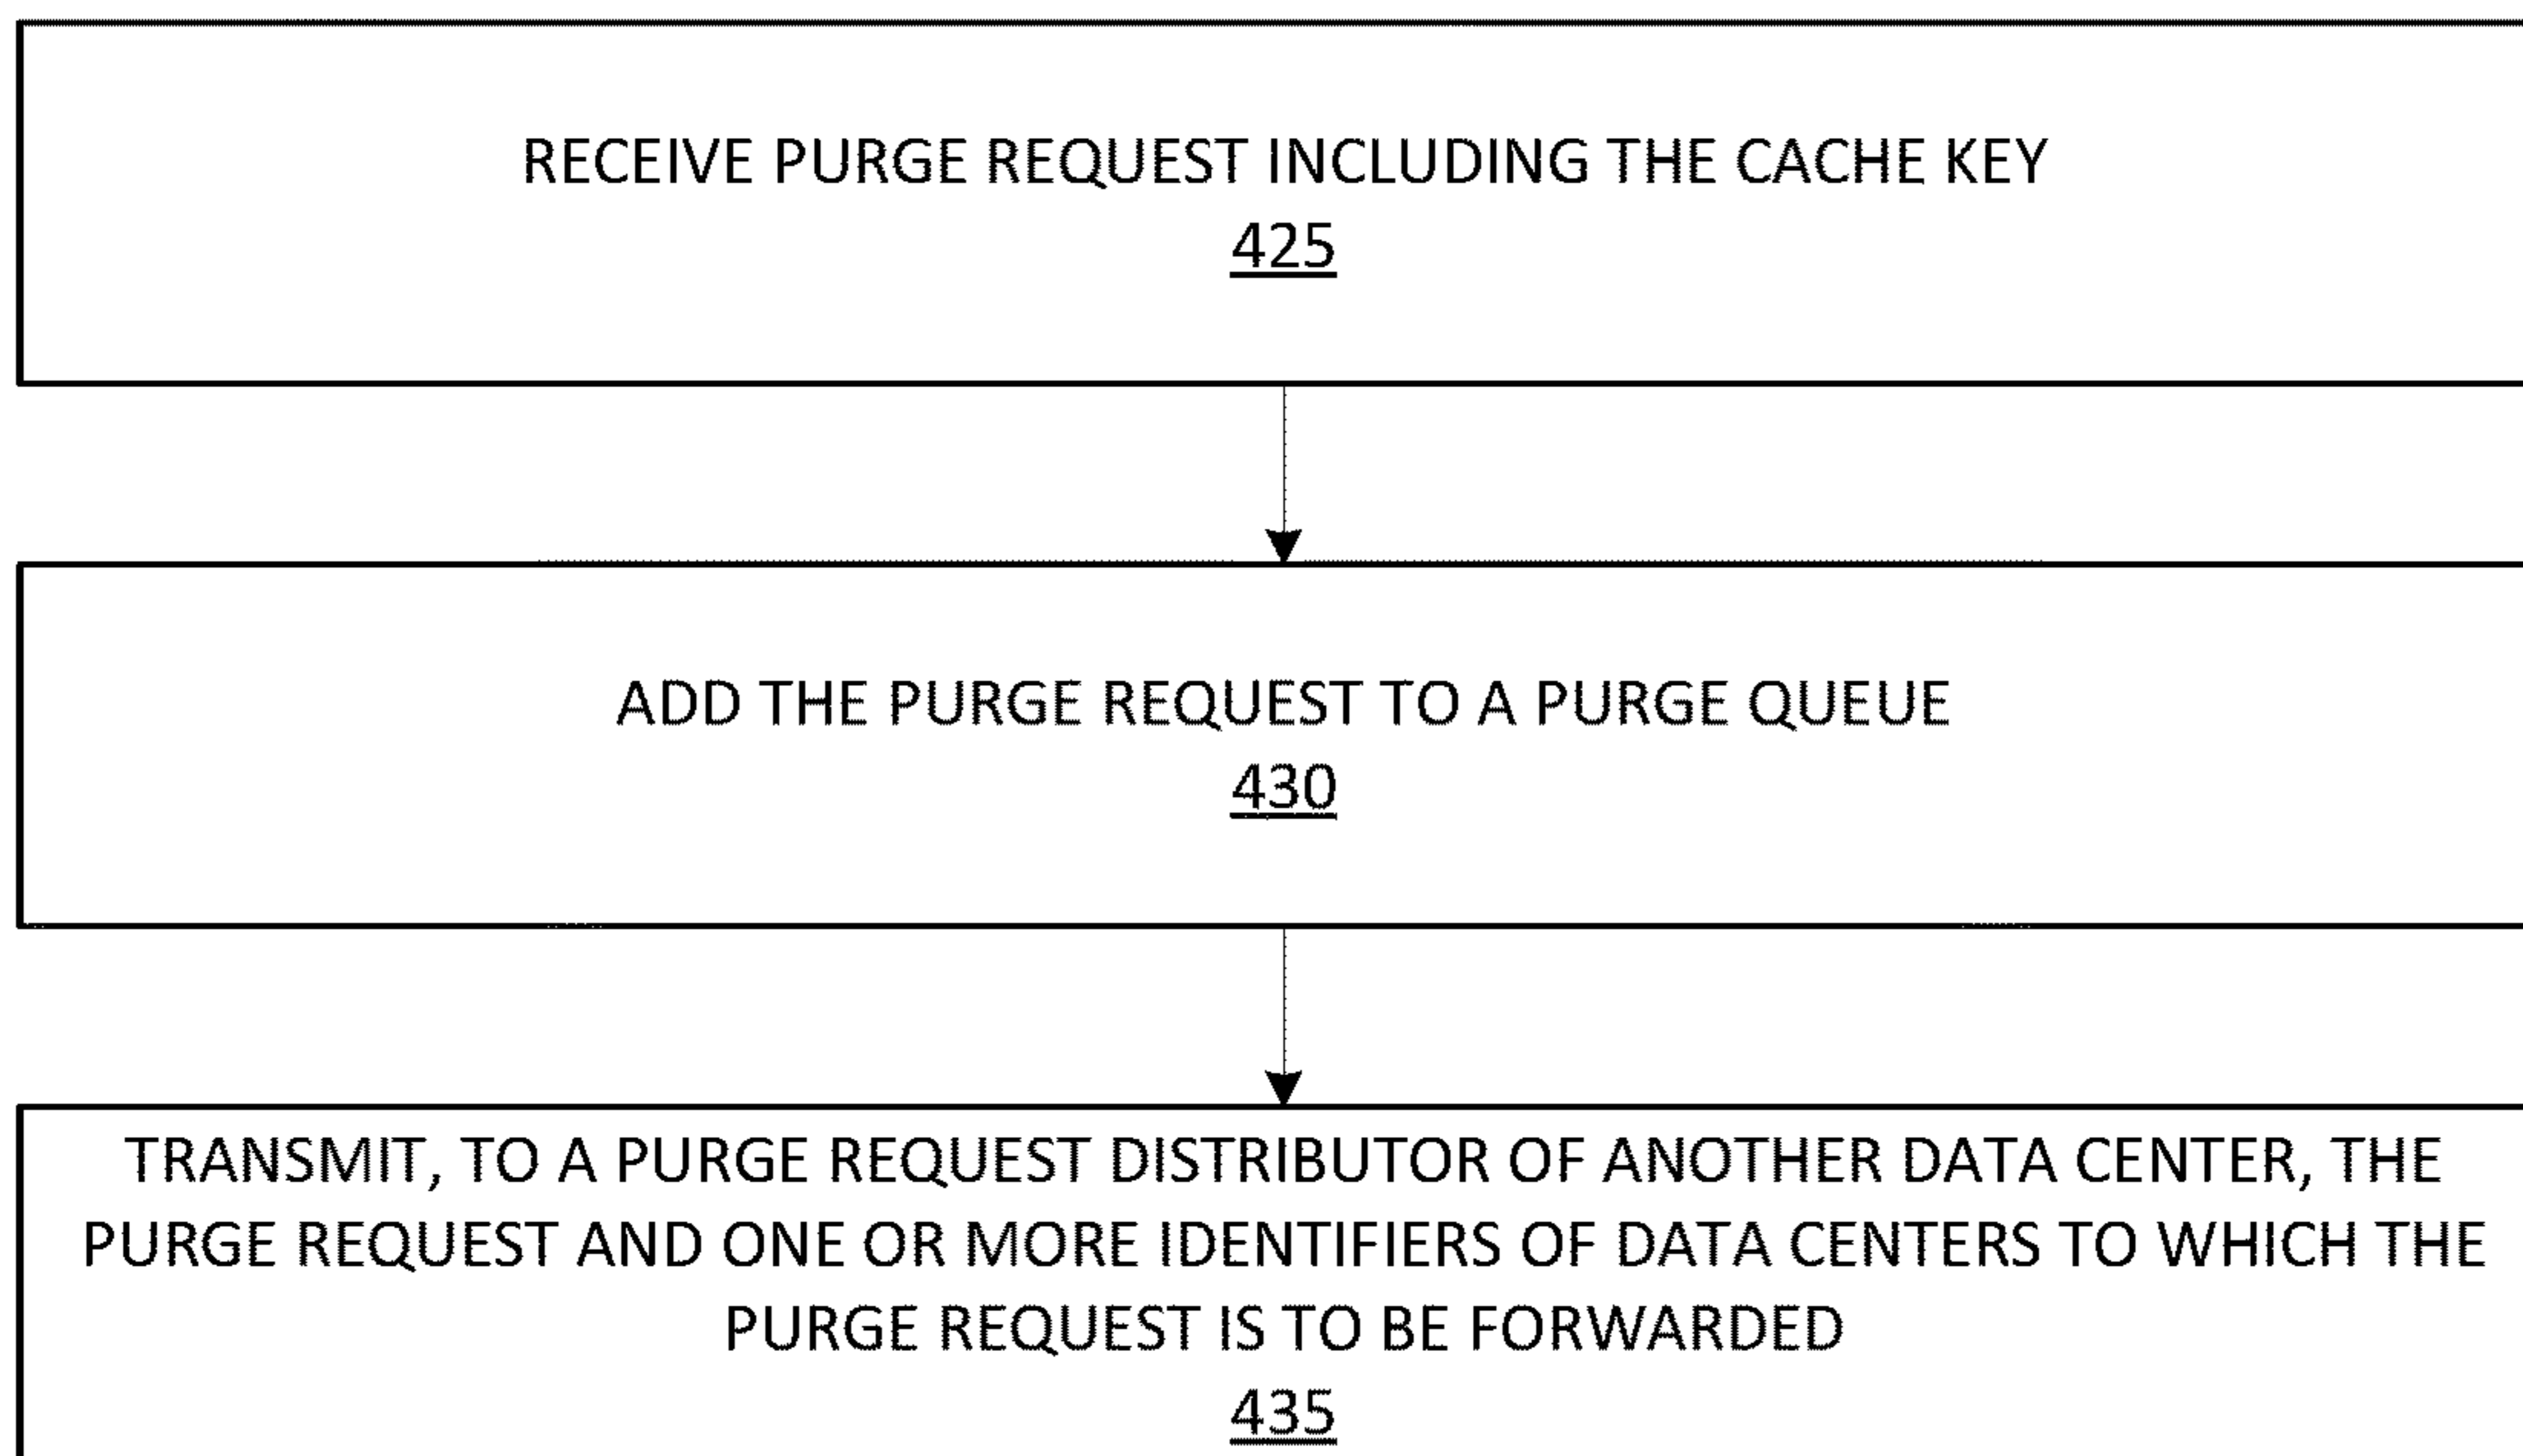 RECEIVE PURGE REQUEST INCLUDING THE CACHE KEY
425
ADD THE PURGE REQUEST TO A PURGE QUEUE
430
TRANSMIT, TO A PURGE REQUEST DISTRIBUTOR OF ANOTHER DATA CENTER, THE
PURGE REQUEST AND ONE OR MORE IDENTIFIERS OF DATA CENTERS TO WHICH THE
PURGE REQUEST IS TO BE FORWARDED
435